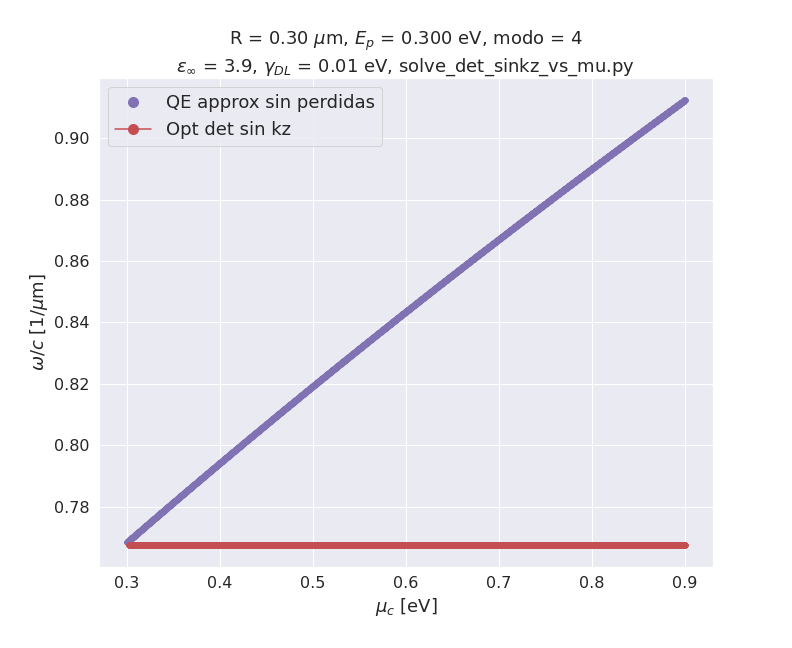 R = 0.30 μm, E_p = 0.300 eV, modo = 4
ε_∞ = 3.9, γ_DL = 0.01 eV, solve_det_sinkz_vs_mu.py
QE approx sin perdidas
Opt det sin kz
0.90
0.88
0.86
0.84
0.82
0.80
0.78
ω/c [1/μm]
0.3 0.4 0.5 0.6 0.7 0.8 0.9
μ_c [eV]